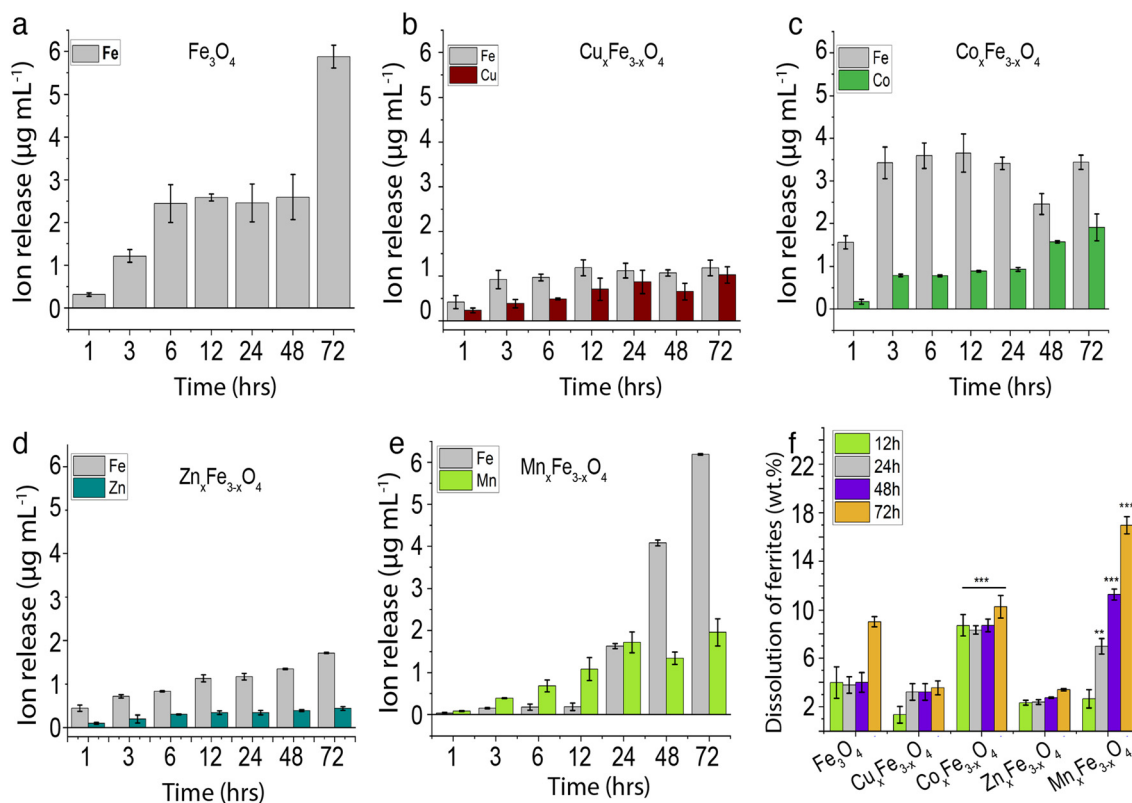 a
Fe
Fe₃O₄
Ion release (µg mL⁻¹)
6
5
4
3
2
1
0
1 3 6 12 24 48 72
Time (hrs)
b
Fe
Cu
CuₓFe₃₋ₓO₄
Ion release (µg mL⁻¹)
6
5
4
3
2
1
0
1 3 6 12 24 48 72
Time (hrs)
c
Fe
Co
CoₓFe₃₋ₓO₄
Ion release (µg mL⁻¹)
6
5
4
3
2
1
0
1 3 6 12 24 48 72
Time (hrs)
d
Fe
Zn
ZnₓFe₃₋ₓO₄
Ion release (µg mL⁻¹)
6
5
4
3
2
1
0
1 3 6 12 24 48 72
Time (hrs)
e
Fe
Mn
MnₓFe₃₋ₓO₄
Ion release (µg mL⁻¹)
6
5
4
3
2
1
0
1 3 6 12 24 48 72
Time (hrs)
f
12h
24h
48h
72h
Dissolution of ferrites (wt.%)
22
18
14
10
6
2
***
**
***
***
Fe₃O₄
CuₓFe₃₋ₓO₄
CoₓFe₃₋ₓO₄
ZnₓFe₃₋ₓO₄
MnₓFe₃₋ₓO₄